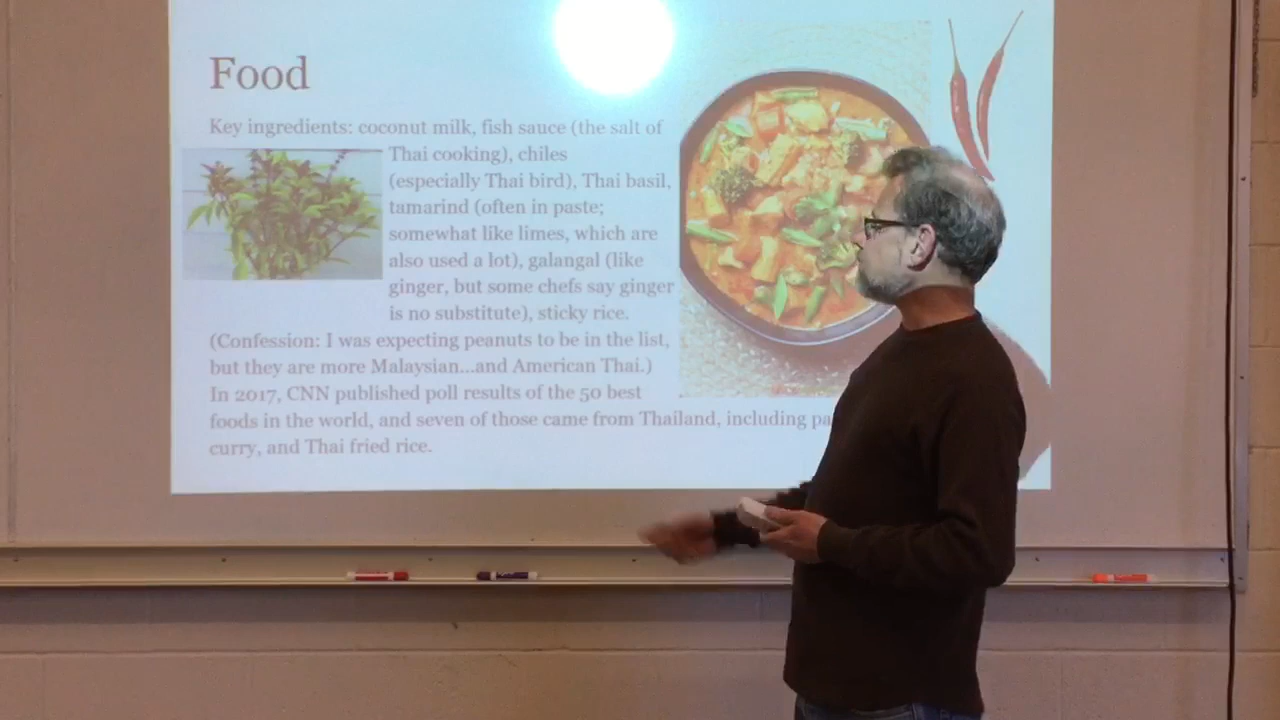 Food
Key ingredients: coconut milk, fish sauce (the salt of
Thai cooking), chiles
(especially Thai bird), Thai basil,
tamarind (often in paste;
somewhat like limes, which are
also used a lot), galangal (like
ginger, but some chefs say ginger
is no substitute), sticky rice.
(Confession: I was expecting peanuts to be in the list,
but they are more Malaysian...and American Thai.)
In 2017, CNN published poll results of the 50 best
foods in the world, and seven of those came from Thailand, including
curry, and Thai fried rice.